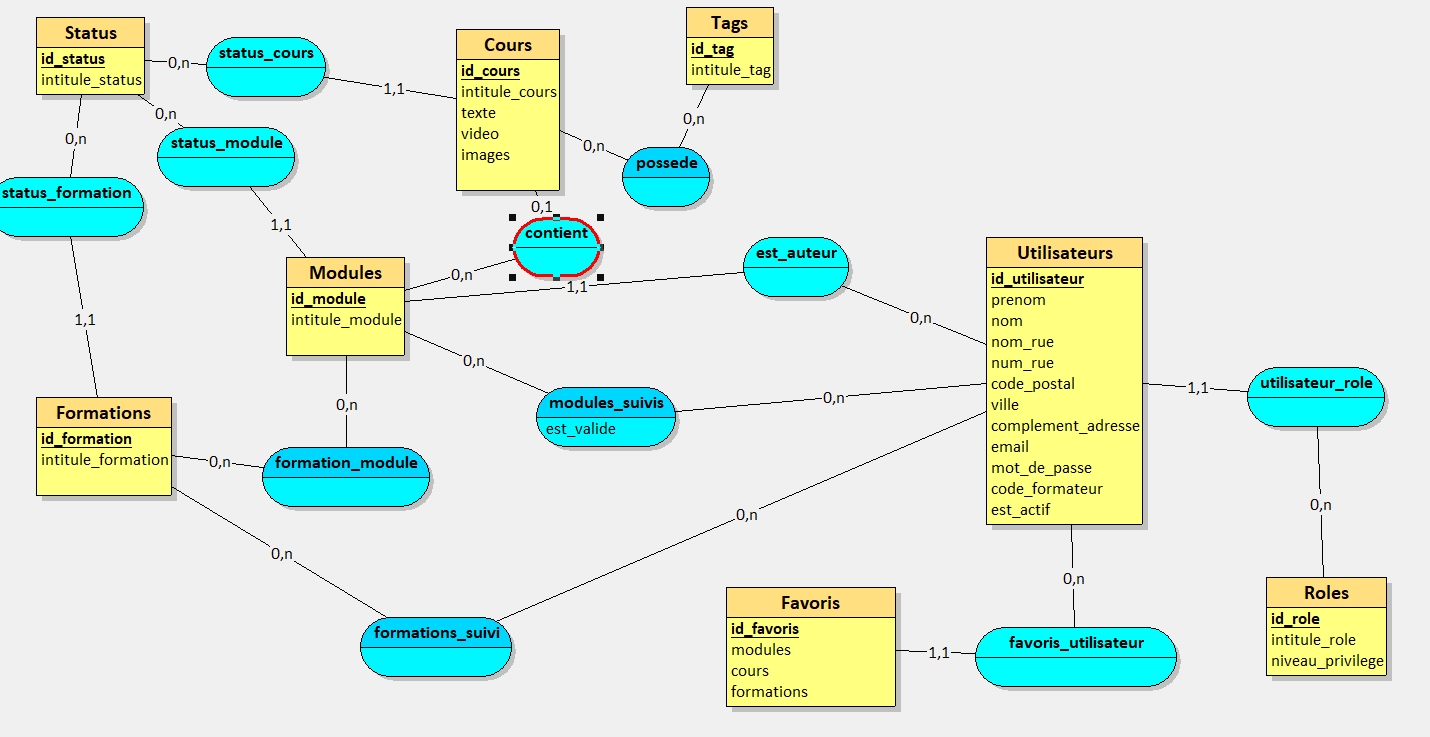 Status
id_status
intitule_status
0,n
status_cours
1,1
Cours
id_cours
intitule_cours
texte
video
images
Tags
id_tag
intitule_tag
0,n
0,n
possede
0,n
status_module
1,1
0,n
status_formation
1,1
0,1
contient
0,n
Modules
id_module
intitule_module
1,1
est_auteur
0,n
Utilisateurs
id_utilisateur
prenom
nom
nom_rue
num_rue
code_postal
ville
complement_adresse
email
mot_de_passe
code_formateur
est_actif
0,n
modules_suivis
est_valide
0,n
1,1
utilisateur_role
0,n
Roles
id_role
intitule_role
niveau_privilege
Formations
id_formation
intitule_formation
0,n
formation_module
0,n
0,n
formations_suivi
0,n
Favoris
id_favoris
modules
cours
formations
1,1
favoris_utilisateur
0,n